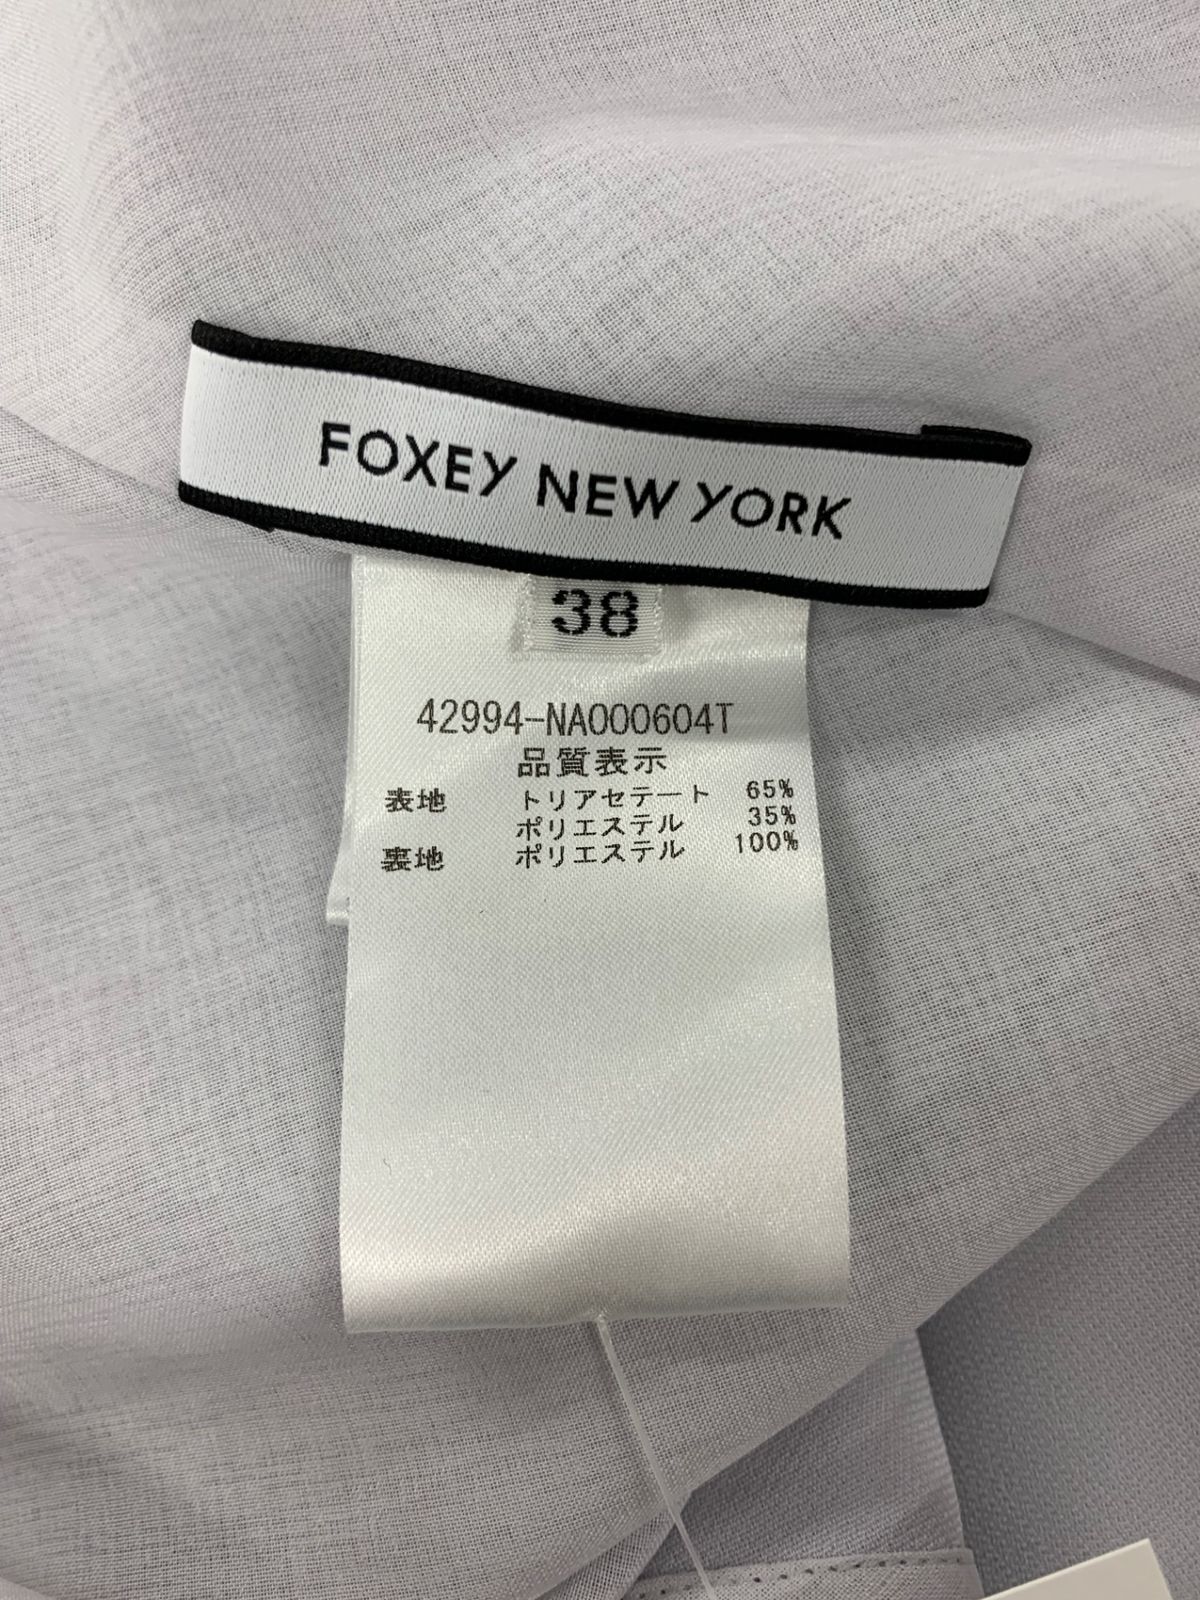 FOXEY NEW YORK
38
42994-NA000604T
品質表示
表地 トリアセテート 65%
ポリエステル 35%
裏地 ポリエステル 100%